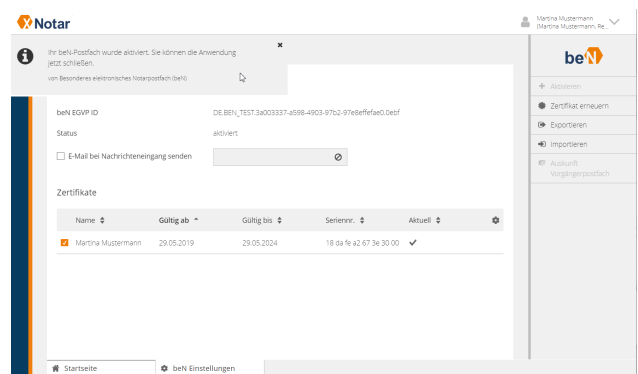 XNotar
Martina Mustermann
(Martina Mustermann, Re...
Ihr beN-Postfach wurde aktiviert. Sie können die Anwendung
jetzt schließen.
von Besonderes elektronisches Notarpostfach (beN)
beN
Aktivieren
Zertifikat erneuern
Exportieren
Importieren
Auskunft
Vorgängerpostfach
beN EGVP ID DE.BEN_TEST.3a003337-a598-4903-97b2-97e8effefae0.0ebf
Status aktiviert
E-Mail bei Nachrichteneingang senden
Zertifikate
Name Gültig ab Gültig bis Seriennr. Aktuell
Martina Mustermann 29.05.2019 29.05.2024 18 da fe a2 67 3e 30 00
Startseite beN Einstellungen